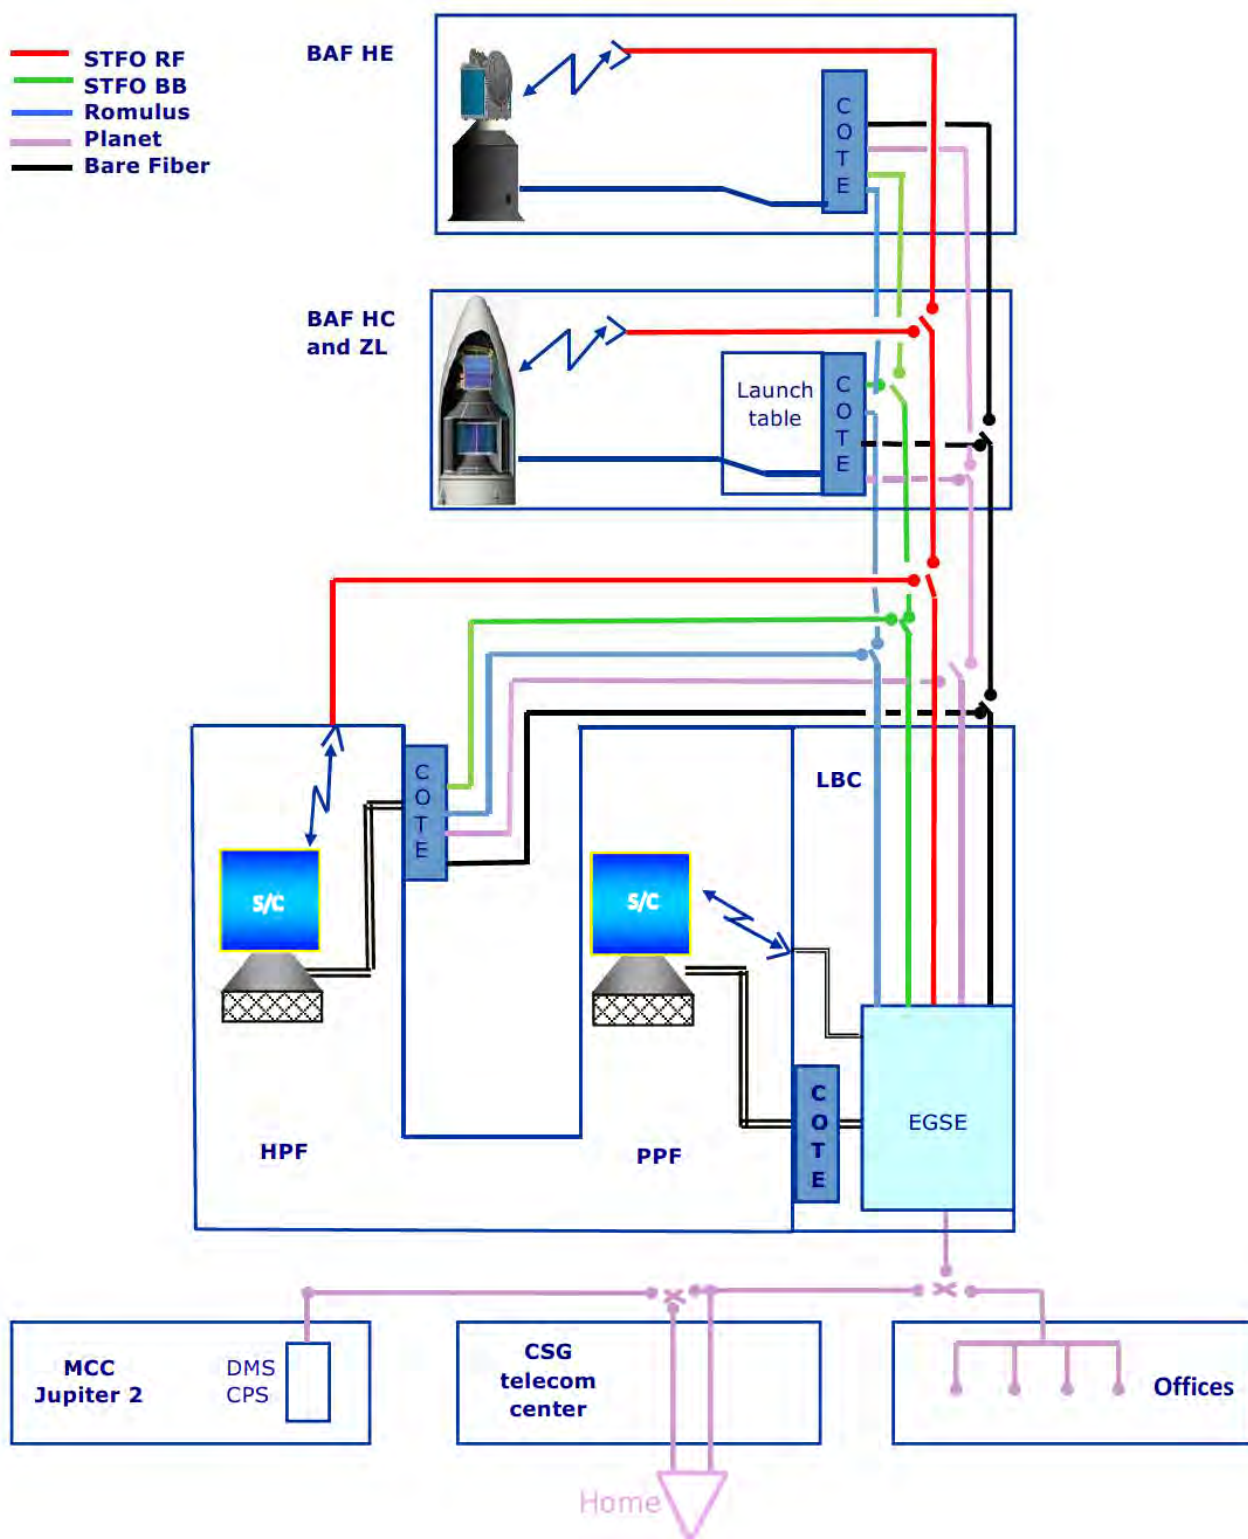 STFO RF
STFO BB
Romulus
Planet
Bare Fiber
BAF HE
C
O
T
E
BAF HC
and ZL
Launch
table
C
O
T
E
C
O
T
E
LBC
S/C
S/C
C
O
T
E
EGSE
HPF
PPF
MCC
Jupiter 2
DMS
CPS
CSG
telecom
center
Offices
Home